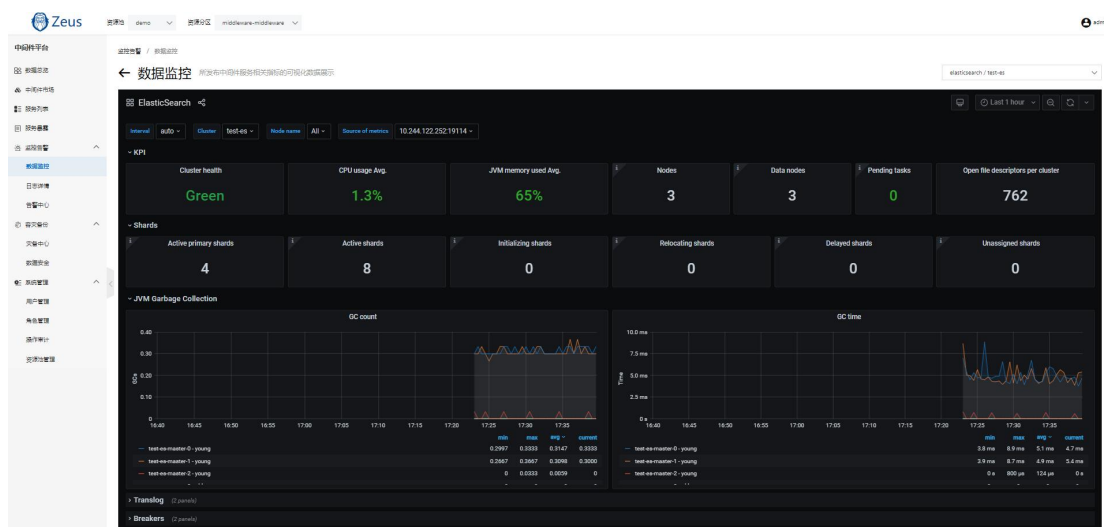 Zeus
资源池 demo 资源分区 middleware-middleware
adm
中间件平台
数据总览
中间件市场
服务列表
服务暴露
监控告警
数据监控
日志详情
告警中心
容灾备份
灾备中心
数据安全
系统管理
用户管理
角色管理
操作审计
资源池管理
监控告警 / 数据监控
← 数据监控 所发布中间件服务相关指标的可视化数据展示
elasticsearch / test-es
ElasticSearch
Last 1 hour
Interval auto Cluster test-es Node name All Source of metrics 10.244.122.252:19114
KPI
Cluster health CPU usage Avg. JVM memory used Avg. Nodes Data nodes Pending tasks Open file descriptors per cluster
Green 1.3% 65% 3 3 0 762
Shards
Active primary shards Active shards Initializing shards Relocating shards Delayed shards Unassigned shards
4 8 0 0 0 0
JVM Garbage Collection
GC count
GCs
0.40
0.30
0.20
0.10
0
16:40 16:45 16:50 16:55 17:00 17:05 17:10 17:15 17:20 17:25 17:30 17:35
min max avg current
test-es-master-0 - young 0.2997 0.3333 0.3147 0.3333
test-es-master-1 - young 0.2667 0.3667 0.3098 0.3000
test-es-master-2 - young 0 0.0333 0.0059 0
GC time
Time
10.0 ms
7.5 ms
5.0 ms
2.5 ms
0 s
16:40 16:45 16:50 16:55 17:00 17:05 17:10 17:15 17:20 17:25 17:30 17:35
min max avg current
test-es-master-0 - young 3.8 ms 8.9 ms 5.1 ms 4.7 ms
test-es-master-1 - young 3.9 ms 8.7 ms 4.9 ms 5.4 ms
test-es-master-2 - young 0 s 800 µs 124 µs 0 s
Translog (2 panels)
Breakers (2 panels)